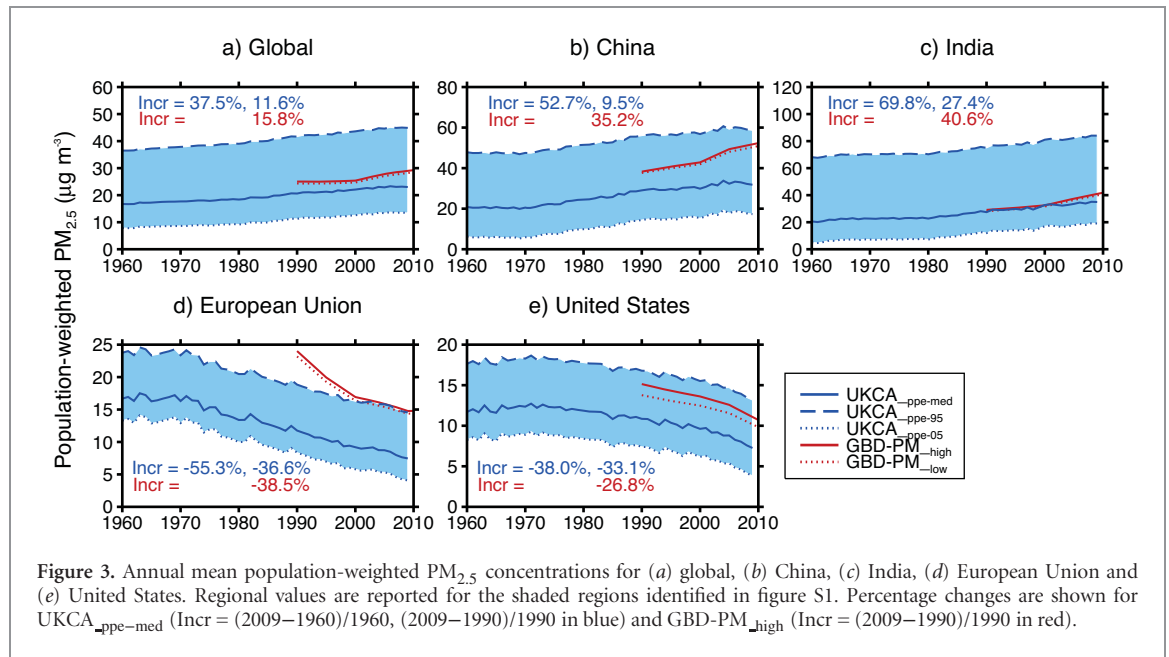 a) Global
b) China
c) India
Population-weighted PM2.5 (µg m-3)
60
50
40
30
20
10
0
Incr = 37.5%, 11.6%
Incr = 15.8%
1960 1970 1980 1990 2000 2010
80
60
40
20
0
Incr = 52.7%, 9.5%
Incr = 35.2%
1960 1970 1980 1990 2000 2010
120
100
80
60
40
20
0
Incr = 69.8%, 27.4%
Incr = 40.6%
1960 1970 1980 1990 2000 2010
d) European Union
e) United States
25
20
15
10
5
0
Incr = -55.3%, -36.6%
Incr = -38.5%
1960 1970 1980 1990 2000 2010
20
15
10
5
0
Incr = -38.0%, -33.1%
Incr = -26.8%
1960 1970 1980 1990 2000 2010
UKCA_ppe-med
UKCA_ppe-95
UKCA_ppe-05
GBD-PM_high
GBD-PM_low
Figure 3. Annual mean population-weighted PM2.5 concentrations for (a) global, (b) China, (c) India, (d) European Union and
(e) United States. Regional values are reported for the shaded regions identified in figure S1. Percentage changes are shown for
UKCA_ppe-med (Incr = (2009−1960)/1960, (2009−1990)/1990 in blue) and GBD-PM_high (Incr = (2009−1990)/1990 in red).